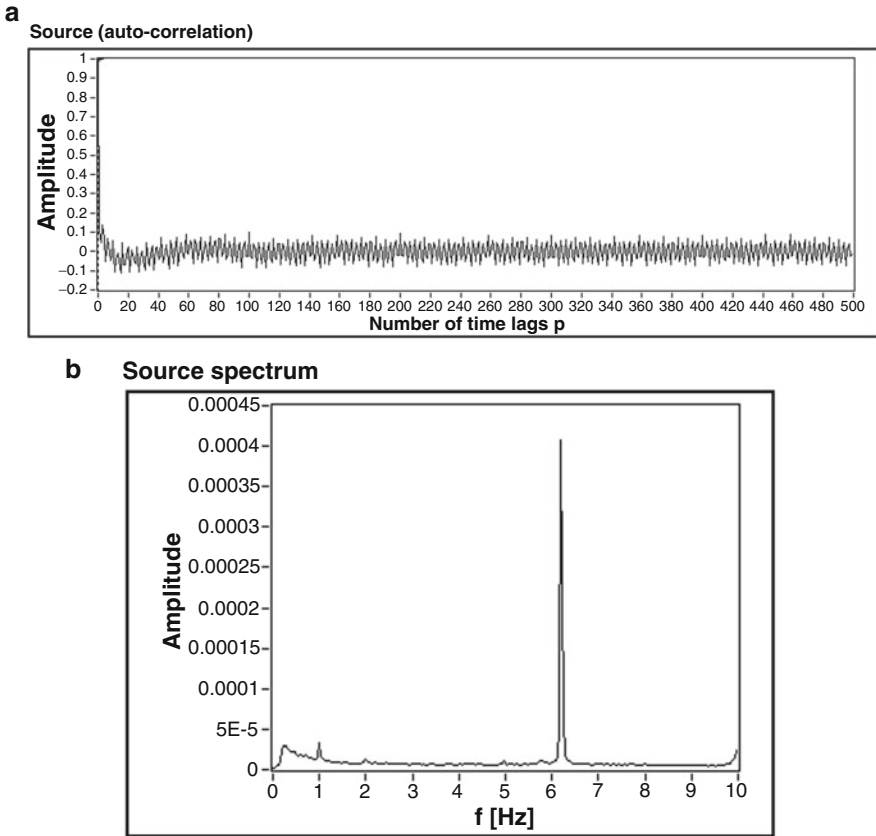 a
Source (auto-correlation)
1
0.9
0.8
0.7
0.6
0.5
0.4
0.3
0.2
0.1
0
−0.1
−0.2
Amplitude
0 20 40 60 80 100 120 140 160 180 200 220 240 260 280 300 320 340 360 380 400 420 440 460 480 500
Number of time lags p
b Source spectrum
0.00045
0.0004
0.00035
0.0003
0.00025
0.0002
0.00015
0.0001
5E-5
0
Amplitude
0 1 2 3 4 5 6 7 8 9 10
f [Hz]